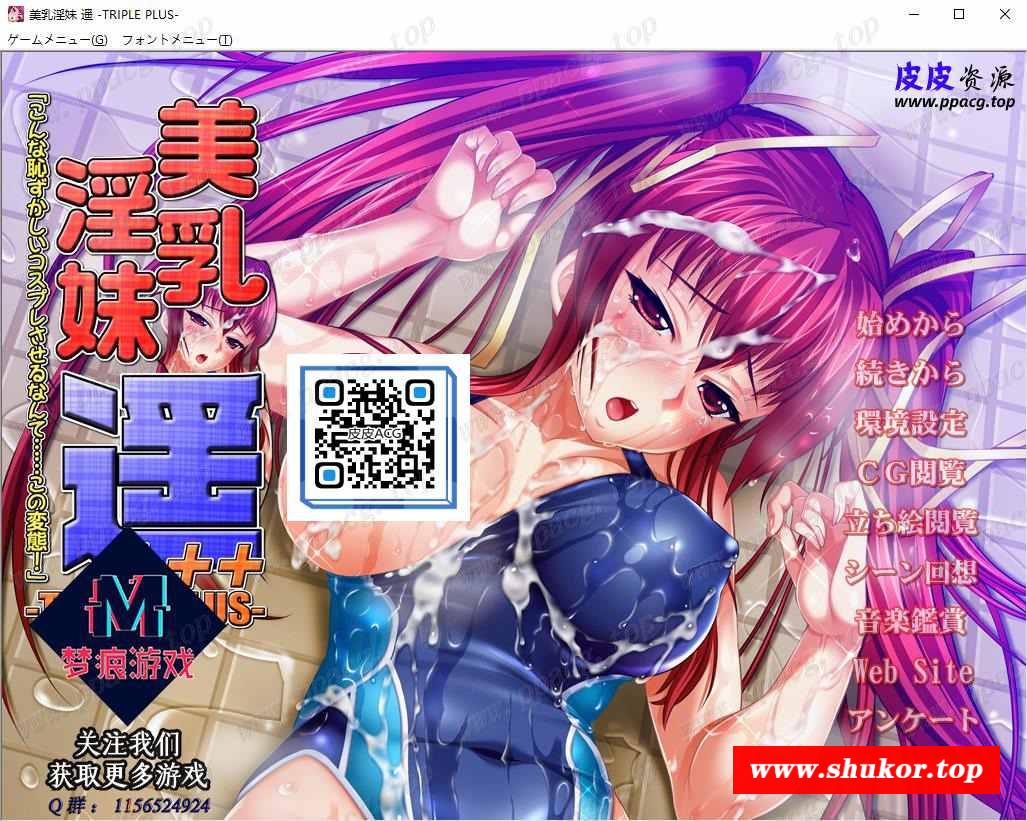 美乳淫妹 遥 -TRIPLE PLUS-
ゲームメニュー(G) フォントメニュー(T)
皮皮资源
www.ppacg.top
美乳
淫妹
遥
『こんな恥ずかしいコスプレさせるなんて……この変態！』
皮皮ACG
始めから
続きから
環境設定
ＣＧ閲覧
立ち絵閲覧
シーン回想
音楽鑑賞
Web Site
アンケート
M
梦痕游戏
关注我们
获取更多游戏
Q群：1156524924
www.shukor.top